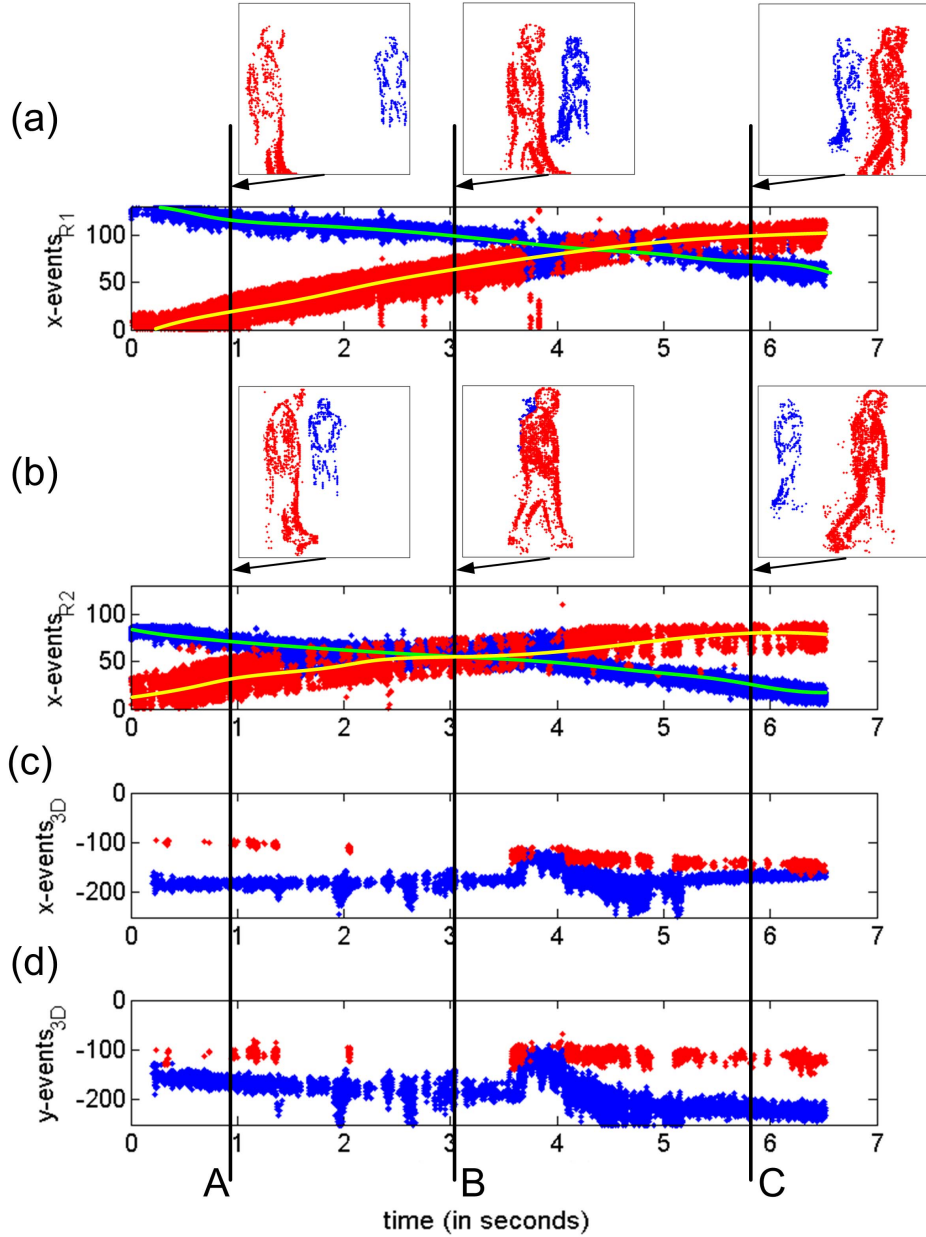 (a)
x-events_R1
100
50
0
0 1 2 3 4 5 6 7
(b)
x-events_R2
100
50
0
0 1 2 3 4 5 6 7
(c)
x-events_3D
0
-100
-200
0 1 2 3 4 5 6 7
(d)
y-events_3D
0
-100
-200
0 1 2 3 4 5 6 7
A B C
time (in seconds)